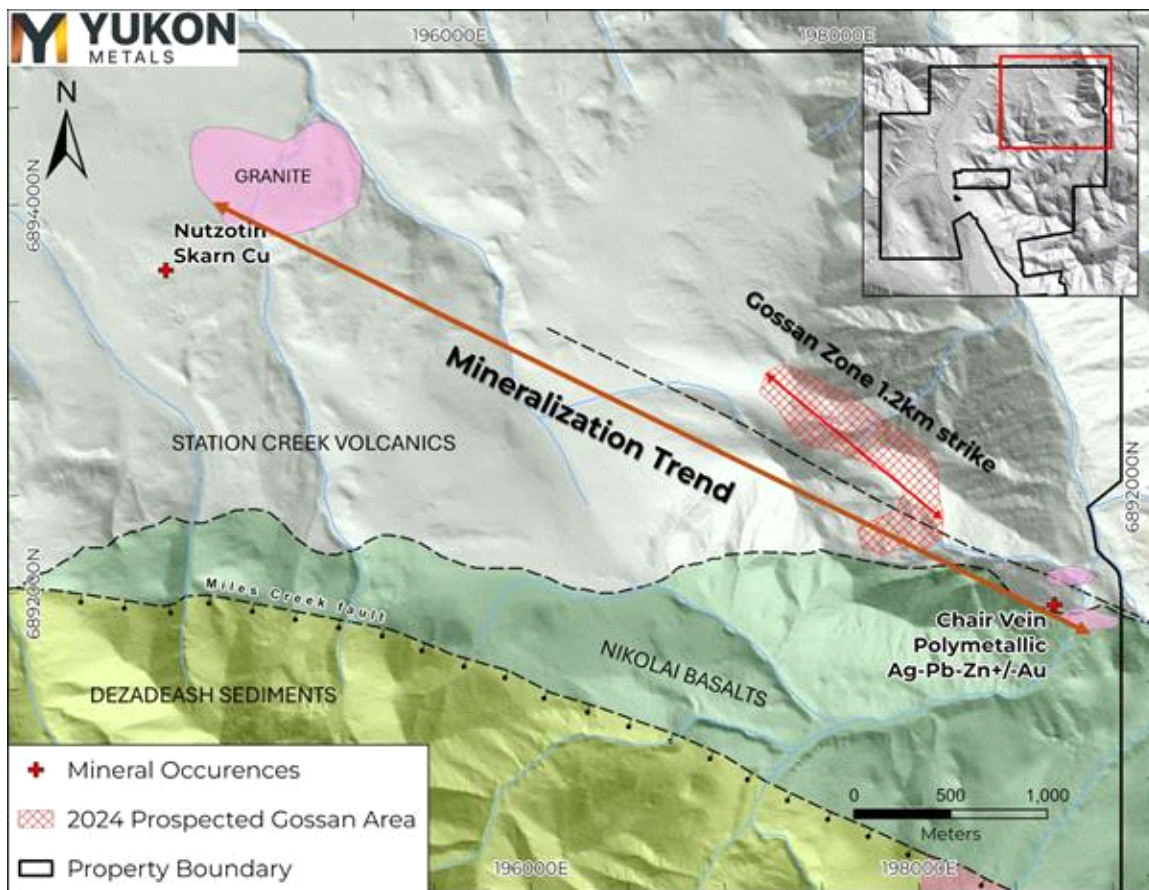 YUKON
METALS
196000E
198000E
N
6894000N
GRANITE
Nutzotin
Skarn Cu
Gossan Zone 1.2km strike
Mineralization Trend
STATION CREEK VOLCANICS
6892000N
6892000N
Miles Creek fault
Chair Vein
Polymetallic
Ag-Pb-Zn+/-Au
NIKOLAI BASALTS
DEZADEASH SEDIMENTS
Mineral Occurences
2024 Prospected Gossan Area
Property Boundary
0 500 1,000
Meters
196000E
198000E